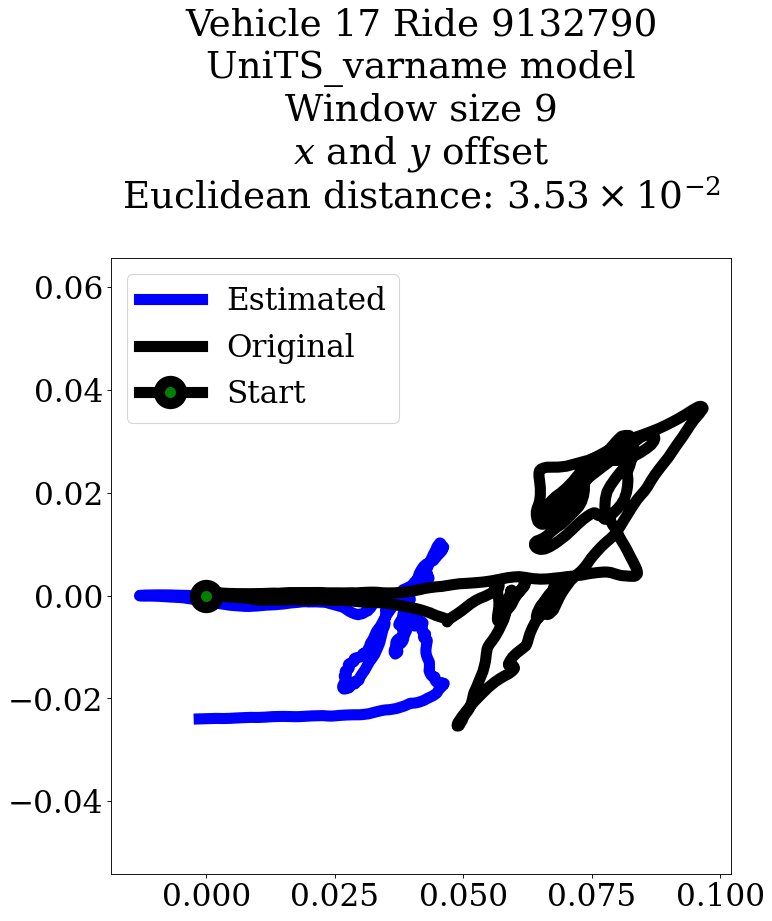 Vehicle 17 Ride 9132790
UniTS_varname model
Window size 9
x and y offset
Euclidean distance: 3.53 × 10⁻²
Estimated
Original
Start
0.06
0.04
0.02
0.00
−0.02
−0.04
0.000 0.025 0.050 0.075 0.100